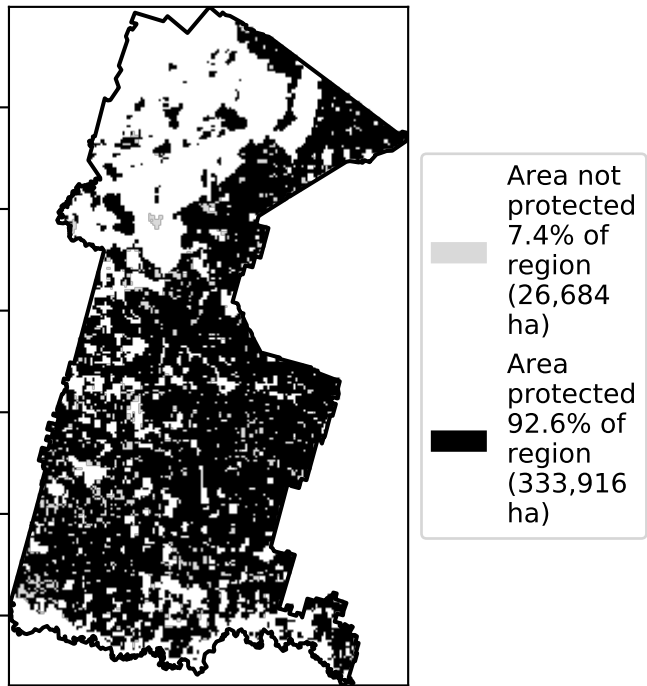 Area not
protected
7.4% of
region
(26,684
ha)
Area
protected
92.6% of
region
(333,916
ha)